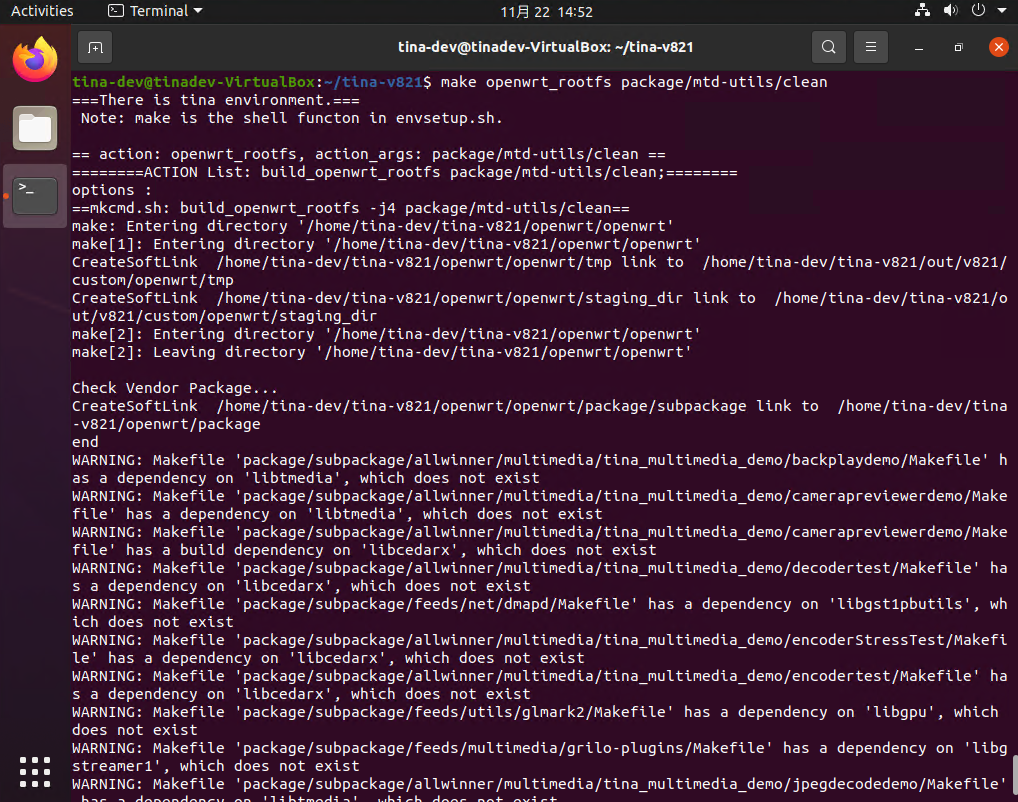 Activities
Terminal
11月 22 14:52
tina-dev@tinadev-VirtualBox: ~/tina-v821
tina-dev@tinadev-VirtualBox:~/tina-v821$ make openwrt_rootfs package/mtd-utils/clean
===There is tina environment.===
Note: make is the shell functon in envsetup.sh.
== action: openwrt_rootfs, action_args: package/mtd-utils/clean ==
========ACTION List: build_openwrt_rootfs package/mtd-utils/clean;========
options :
==mkcmd.sh: build_openwrt_rootfs -j4 package/mtd-utils/clean==
make: Entering directory '/home/tina-dev/tina-v821/openwrt/openwrt'
make[1]: Entering directory '/home/tina-dev/tina-v821/openwrt/openwrt'
CreateSoftLink  /home/tina-dev/tina-v821/openwrt/openwrt/tmp link to  /home/tina-dev/tina-v821/out/v821/
custom/openwrt/tmp
CreateSoftLink  /home/tina-dev/tina-v821/openwrt/openwrt/staging_dir link to  /home/tina-dev/tina-v821/o
ut/v821/custom/openwrt/staging_dir
make[2]: Entering directory '/home/tina-dev/tina-v821/openwrt/openwrt'
make[2]: Leaving directory '/home/tina-dev/tina-v821/openwrt/openwrt'
Check Vendor Package...
CreateSoftLink  /home/tina-dev/tina-v821/openwrt/openwrt/package/subpackage link to  /home/tina-dev/tina
-v821/openwrt/package
end
WARNING: Makefile 'package/subpackage/allwinner/multimedia/tina_multimedia_demo/backplaydemo/Makefile' h
as a dependency on 'libtmedia', which does not exist
WARNING: Makefile 'package/subpackage/allwinner/multimedia/tina_multimedia_demo/camerapreviewerdemo/Make
file' has a dependency on 'libtmedia', which does not exist
WARNING: Makefile 'package/subpackage/allwinner/multimedia/tina_multimedia_demo/camerapreviewerdemo/Make
file' has a build dependency on 'libcedarx', which does not exist
WARNING: Makefile 'package/subpackage/allwinner/multimedia/tina_multimedia_demo/decodertest/Makefile' ha
s a dependency on 'libcedarx', which does not exist
WARNING: Makefile 'package/subpackage/feeds/net/dmapd/Makefile' has a dependency on 'libgst1pbutils', wh
ich does not exist
WARNING: Makefile 'package/subpackage/allwinner/multimedia/tina_multimedia_demo/encoderStressTest/Makefi
le' has a dependency on 'libcedarx', which does not exist
WARNING: Makefile 'package/subpackage/allwinner/multimedia/tina_multimedia_demo/encodertest/Makefile' ha
s a dependency on 'libcedarx', which does not exist
WARNING: Makefile 'package/subpackage/feeds/utils/glmark2/Makefile' has a dependency on 'libgpu', which
does not exist
WARNING: Makefile 'package/subpackage/feeds/multimedia/grilo-plugins/Makefile' has a dependency on 'libg
streamer1', which does not exist
WARNING: Makefile 'package/subpackage/allwinner/multimedia/tina_multimedia_demo/jpegdecodedemo/Makefile'
has a dependency on 'libtmedia', which does not exist